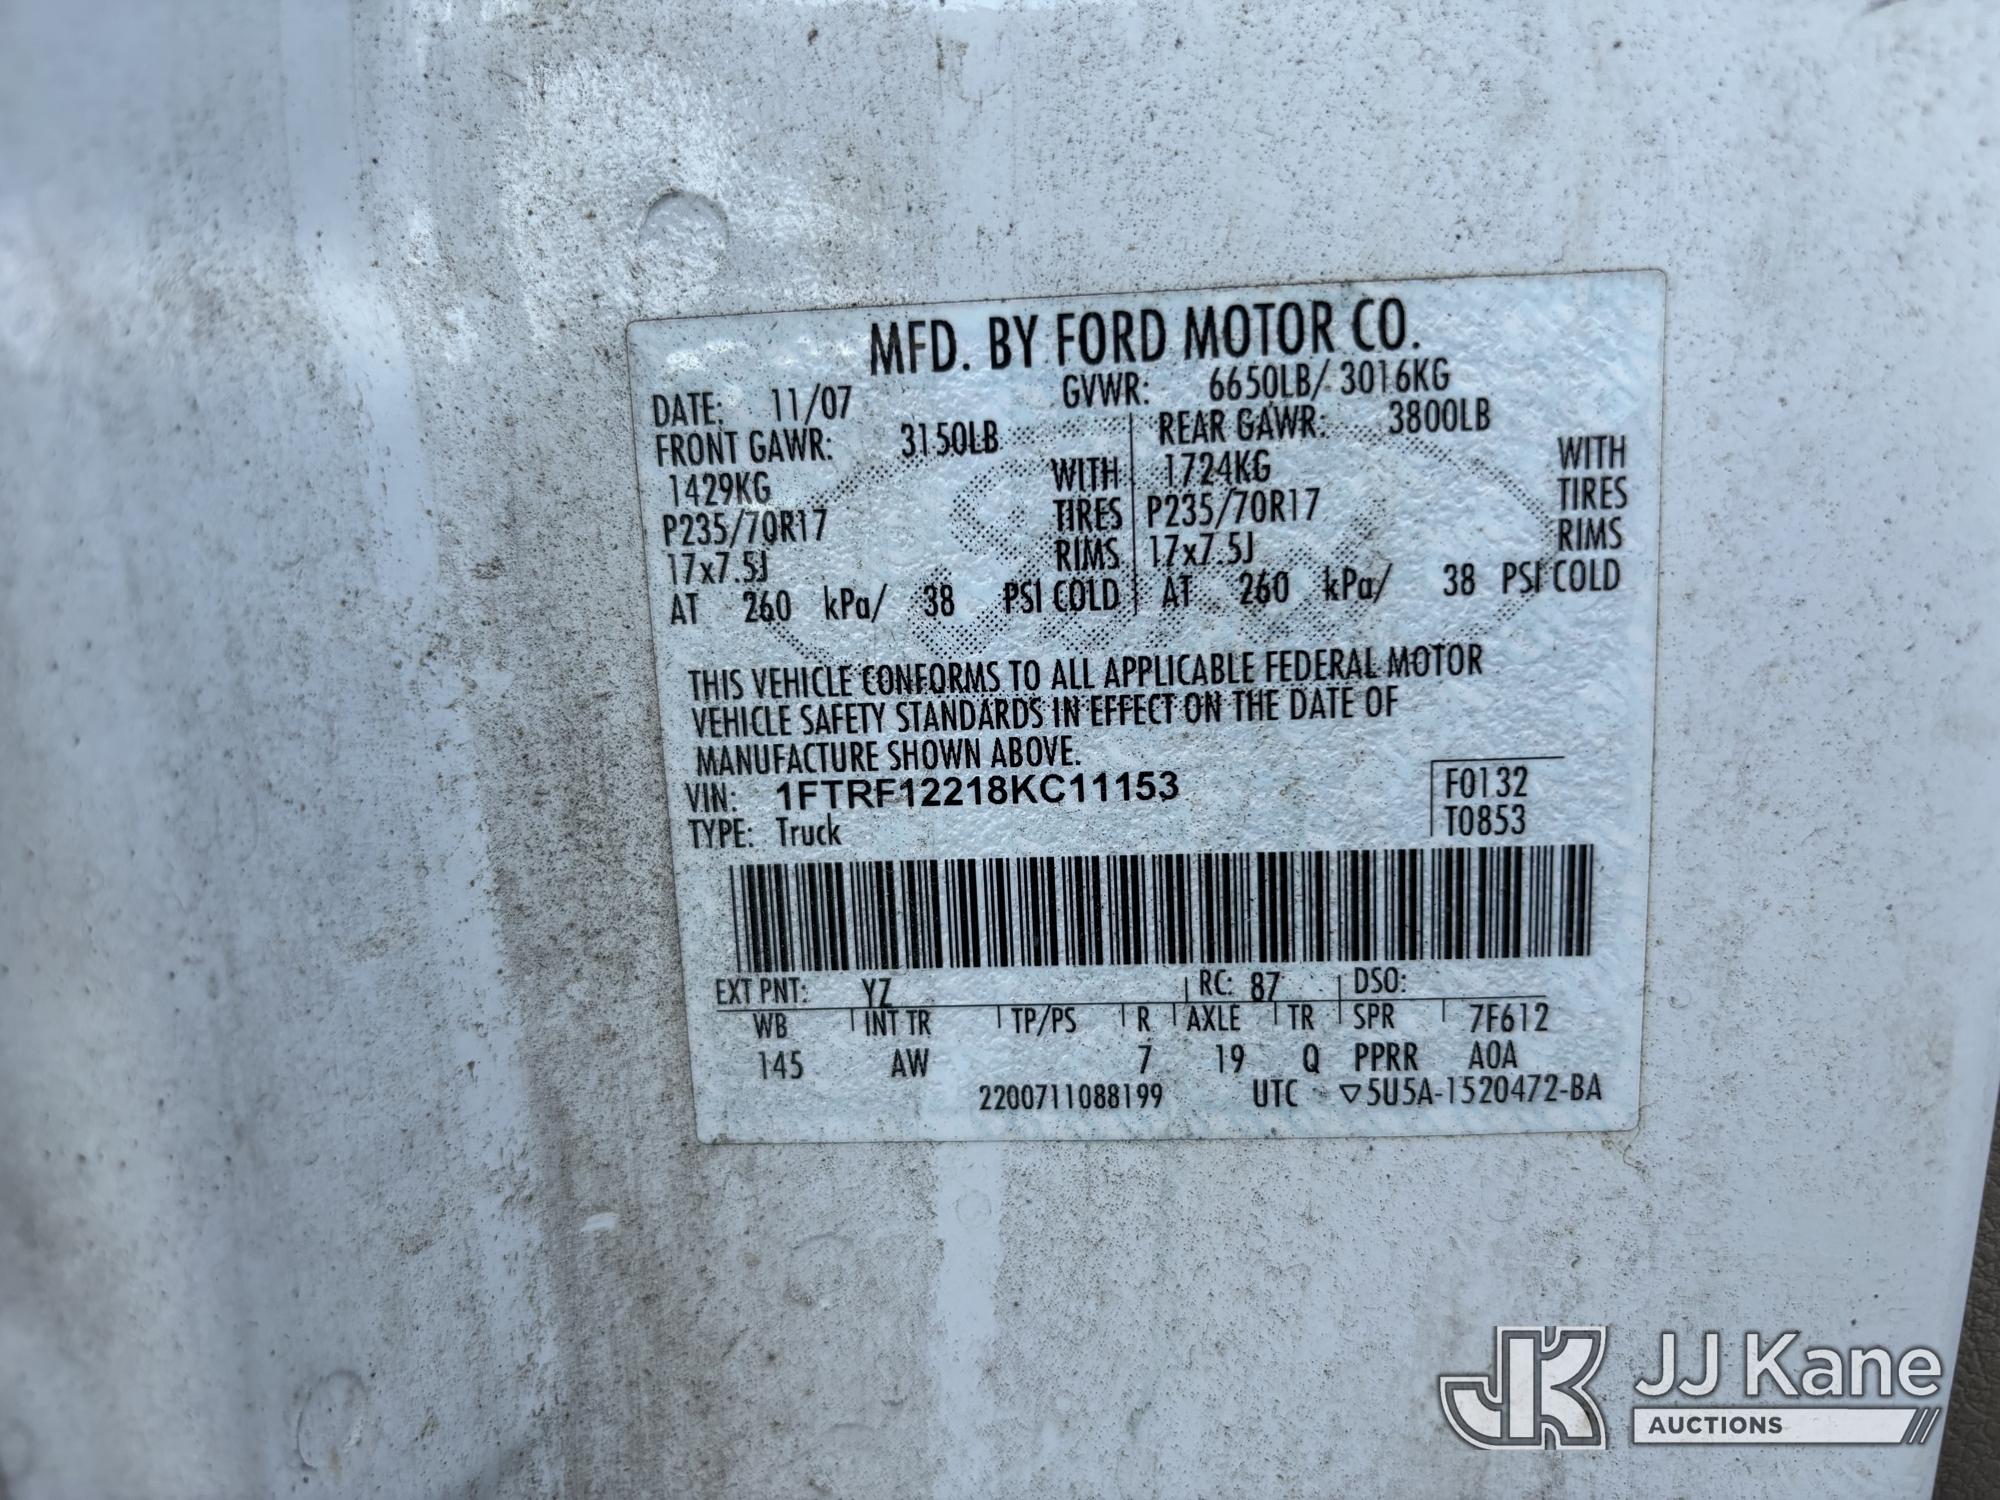 MFD. BY FORD MOTOR CO.
DATE: 11/07 GVWR: 6650LB/ 3016KG
FRONT GAWR: 3150LB REAR GAWR: 3800LB
1429KG WITH 1724KG WITH
P235/70R17 TIRES P235/70R17 TIRES
17x7.5J RIMS 17x7.5J RIMS
AT 260 kPa/ 38 PSI COLD AT 260 kPa/ 38 PSI COLD
THIS VEHICLE CONFORMS TO ALL APPLICABLE FEDERAL MOTOR
VEHICLE SAFETY STANDARDS IN EFFECT ON THE DATE OF
MANUFACTURE SHOWN ABOVE.
VIN: 1FTRF12218KC11153 F0132
TYPE: Truck T0853
EXT PNT: YZ RC: 87 DSO:
WB INT TR TP/PS R AXLE TR SPR 7F612
145 AW 7 19 Q PPRR A0A
2200711088199 UTC ▽5U5A-1520472-BA
JK JJ Kane
AUCTIONS